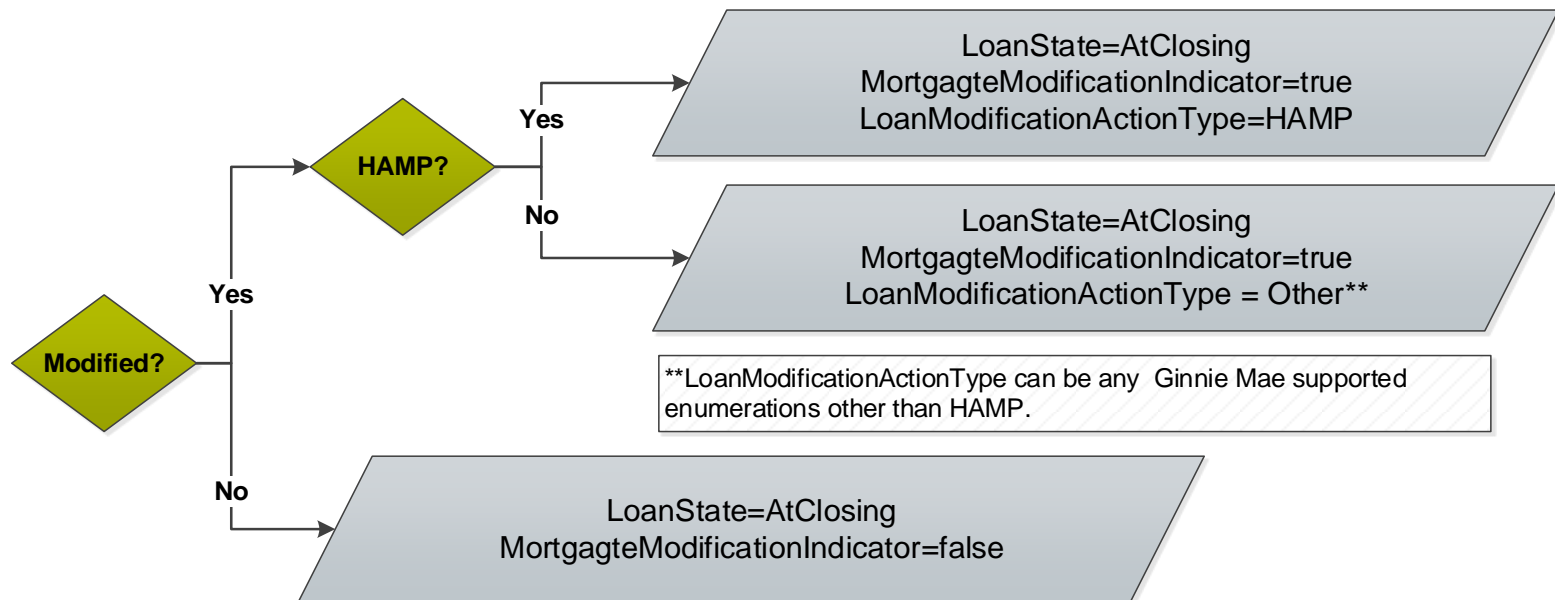 LoanState=AtClosing
MortgagteModificationIndicator=true
LoanModificationActionType=HAMP
Yes
HAMP?
No
LoanState=AtClosing
MortgagteModificationIndicator=true
LoanModificationActionType = Other**
Yes
Modified?
**LoanModificationActionType can be any  Ginnie Mae supported
enumerations other than HAMP.
No
LoanState=AtClosing
MortgagteModificationIndicator=false